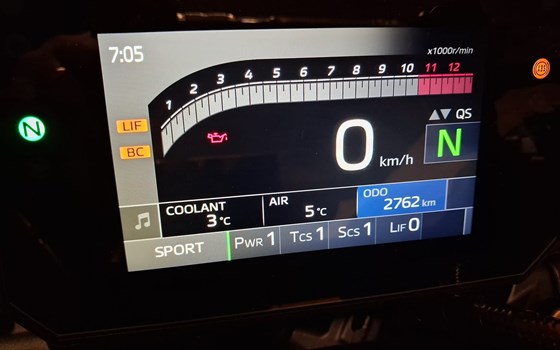 7:05
x1000r/min
1 2 3 4 5 6 7 8 9 10 11 12
N
LIF
BC
0 km/h
QS
N
COOLANT
3 °C
AIR
5 °C
ODO
2762 km
SPORT PWR 1 TCS 1 SCS 1 LIF 0